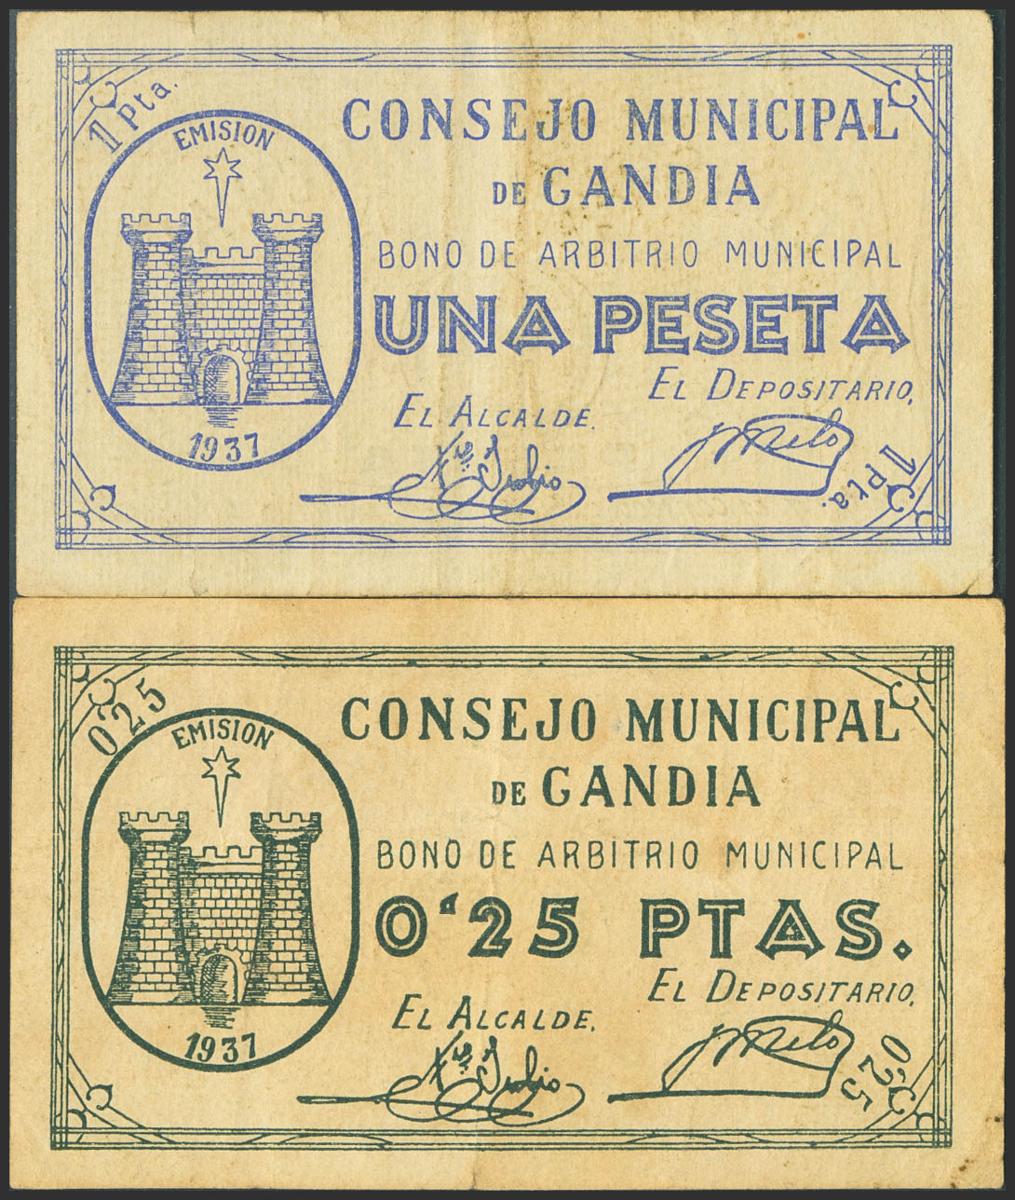 1 Pta.
EMISION
1937
CONSEJO MUNICIPAL
DE GANDIA
BONO DE ARBITRIO MUNICIPAL
UNA PESETA
EL DEPOSITARIO,
EL ALCALDE.
1 Pta.
0'25
EMISION
1937
CONSEJO MUNICIPAL
DE GANDIA
BONO DE ARBITRIO MUNICIPAL
0'25 PTAS.
EL DEPOSITARIO,
EL ALCALDE.
0'25